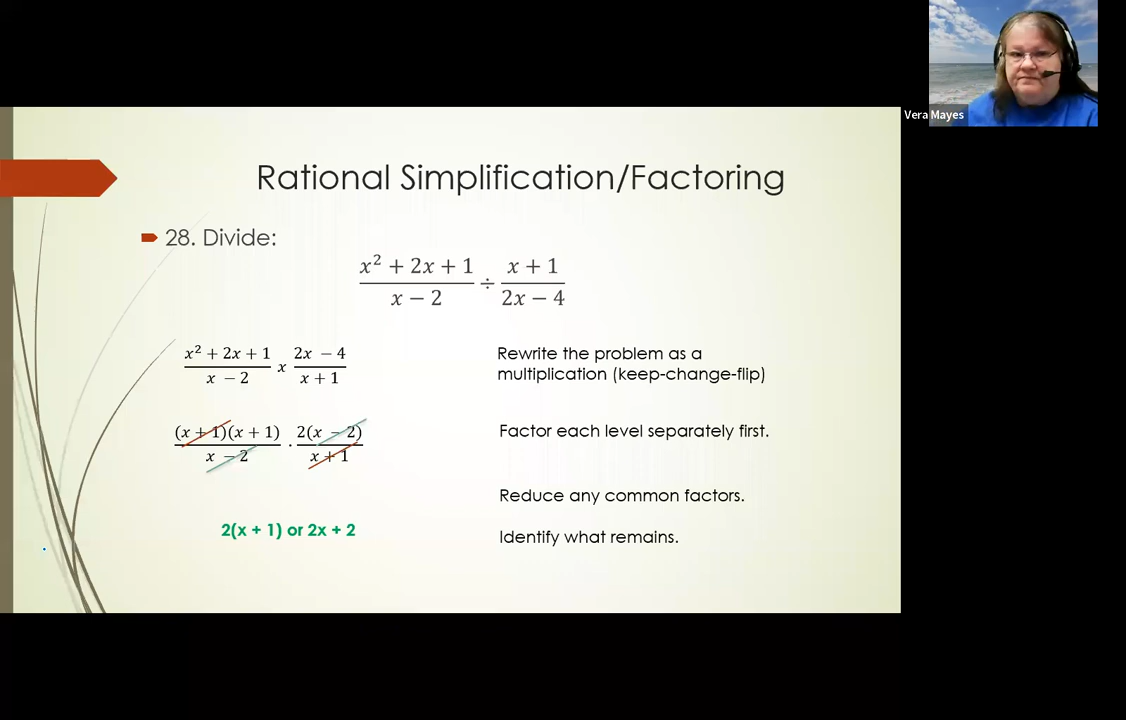 Vera Mayes
Rational Simplification/Factoring
28. Divide:
x² + 2x + 1 / x − 2 ÷ x + 1 / 2x − 4
x² + 2x + 1 / x − 2 x 2x − 4 / x + 1
Rewrite the problem as a
multiplication (keep-change-flip)
(x + 1)(x + 1) / x − 2 · 2(x − 2) / x + 1
Factor each level separately first.
Reduce any common factors.
2(x + 1) or 2x + 2
Identify what remains.